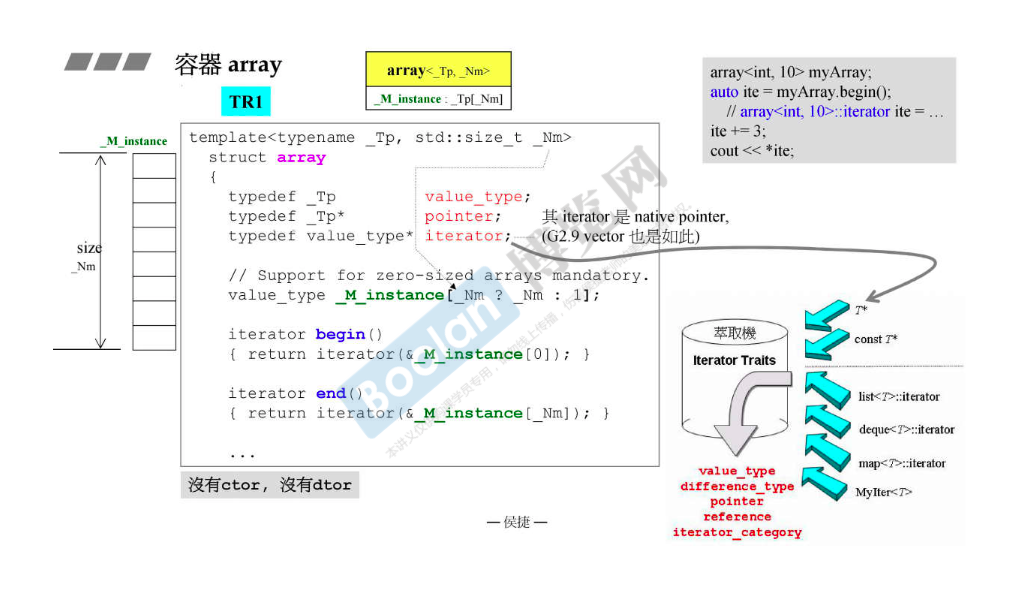 容器 array
TR1
array<_Tp, _Nm>
_M_instance : _Tp[_Nm]
array<int, 10> myArray;
auto ite = myArray.begin();
// array<int, 10>::iterator ite = …
ite += 3;
cout << *ite;
_M_instance
size
_Nm
template<typename _Tp, std::size_t _Nm>
struct array
{
typedef _Tp value_type;
typedef _Tp* pointer;
typedef value_type* iterator;
// Support for zero-sized arrays mandatory.
value_type _M_instance[_Nm ? _Nm : 1];
iterator begin()
{ return iterator(&_M_instance[0]); }
iterator end()
{ return iterator(&_M_instance[_Nm]); }
...
其 iterator 是 native pointer,
(G2.9 vector 也是如此)
沒有ctor, 沒有dtor
萃取機
Iterator Traits
T*
const T*
list<T>::iterator
deque<T>::iterator
map<T>::iterator
MyIter<T>
value_type
difference_type
pointer
reference
iterator_category
— 侯捷 —
Boolan
博览网